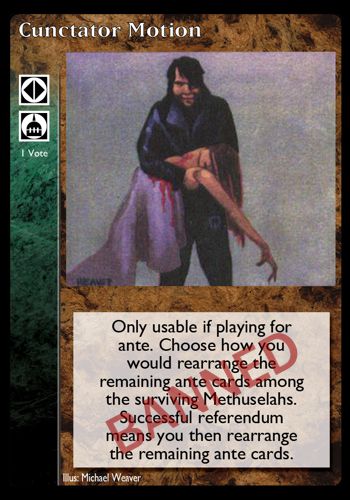 Cunctator Motion
1 Vote
WEAVER
Only usable if playing for
ante. Choose how you
would rearrange the
remaining ante cards among
the surviving Methuselahs.
Successful referendum
means you then rearrange
the remaining ante cards.
BANNED
Illus: Michael Weaver